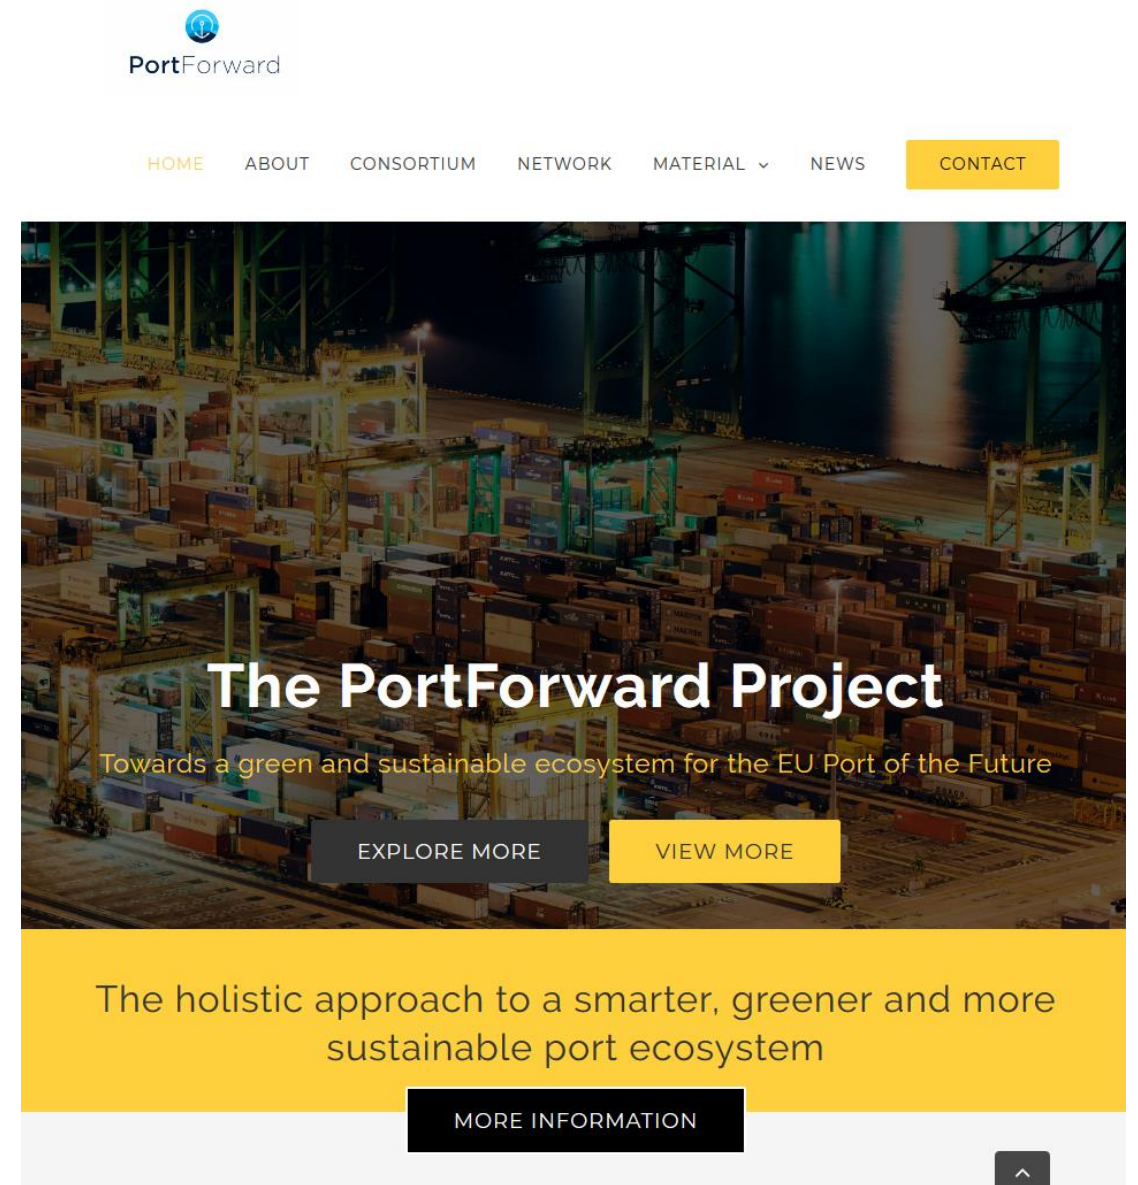 PortForward
HOME ABOUT CONSORTIUM NETWORK MATERIAL NEWS CONTACT
The PortForward Project
Towards a green and sustainable ecosystem for the EU Port of the Future
EXPLORE MORE VIEW MORE
The holistic approach to a smarter, greener and more
sustainable port ecosystem
MORE INFORMATION